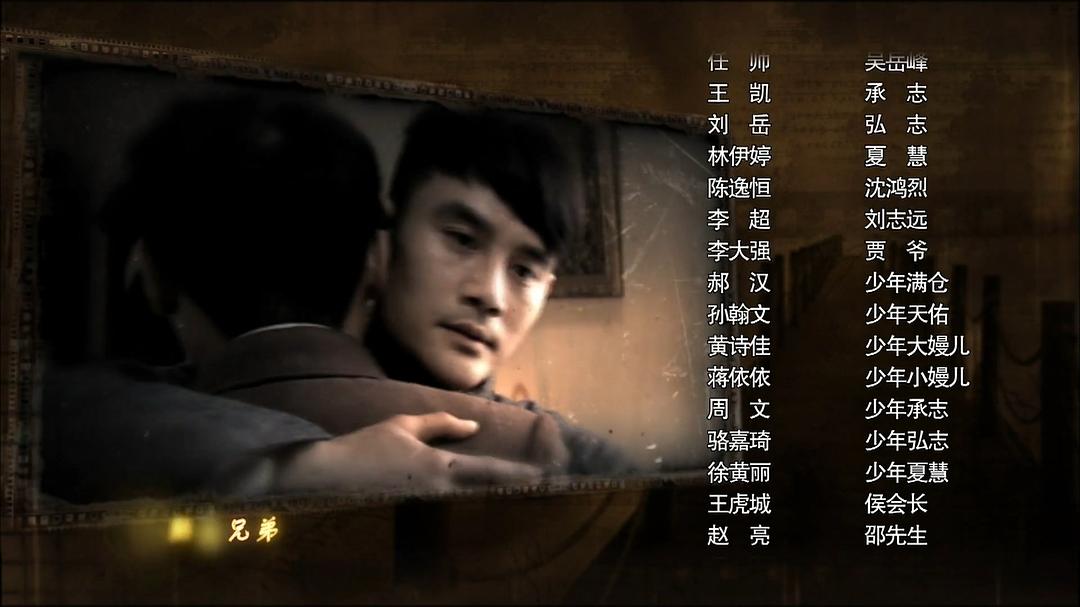 任 帅 吴岳峰
王 凯 承 志
刘 岳 弘 志
林伊婷 夏 慧
陈逸恒 沈鸿烈
李 超 刘志远
李大强 贾 爷
郝 汉 少年满仓
孙翰文 少年天佑
黄诗佳 少年大嫚儿
蒋依依 少年小嫚儿
周 文 少年承志
骆嘉琦 少年弘志
徐黄丽 少年夏慧
王虎城 侯会长
赵 亮 邵先生
兄弟